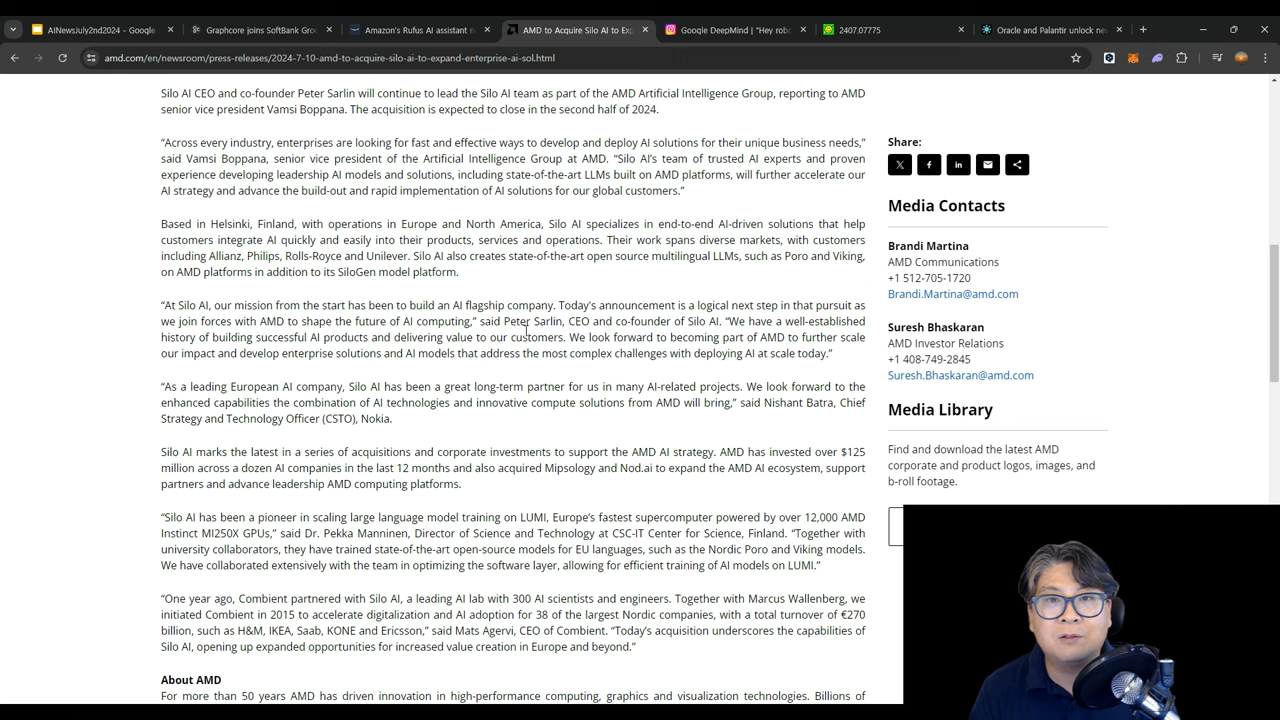 AINewsJuly2nd2024 - Google
Graphcore joins SoftBank Grou
Amazon's Rufus AI assistant n
AMD to Acquire Silo AI to Exp
Google DeepMind | "Hey robo
2407.07775
Oracle and Palantir unlock ne
amd.com/en/newsroom/press-releases/2024-7-10-amd-to-acquire-silo-ai-to-expand-enterprise-ai-sol.html
Silo AI CEO and co-founder Peter Sarlin will continue to lead the Silo AI team as part of the AMD Artificial Intelligence Group, reporting to AMD
senior vice president Vamsi Boppana. The acquisition is expected to close in the second half of 2024.
“Across every industry, enterprises are looking for fast and effective ways to develop and deploy AI solutions for their unique business needs,”
said Vamsi Boppana, senior vice president of the Artificial Intelligence Group at AMD. “Silo AI’s team of trusted AI experts and proven
experience developing leadership AI models and solutions, including state-of-the-art LLMs built on AMD platforms, will further accelerate our
AI strategy and advance the build-out and rapid implementation of AI solutions for our global customers.”
Based in Helsinki, Finland, with operations in Europe and North America, Silo AI specializes in end-to-end AI-driven solutions that help
customers integrate AI quickly and easily into their products, services and operations. Their work spans diverse markets, with customers
including Allianz, Philips, Rolls-Royce and Unilever. Silo AI also creates state-of-the-art open source multilingual LLMs, such as Poro and Viking,
on AMD platforms in addition to its SiloGen model platform.
“At Silo AI, our mission from the start has been to build an AI flagship company. Today's announcement is a logical next step in that pursuit as
we join forces with AMD to shape the future of AI computing,” said Peter Sarlin, CEO and co-founder of Silo AI. “We have a well-established
history of building successful AI products and delivering value to our customers. We look forward to becoming part of AMD to further scale
our impact and develop enterprise solutions and AI models that address the most complex challenges with deploying AI at scale today.”
“As a leading European AI company, Silo AI has been a great long-term partner for us in many AI-related projects. We look forward to the
enhanced capabilities the combination of AI technologies and innovative compute solutions from AMD will bring,” said Nishant Batra, Chief
Strategy and Technology Officer (CSTO), Nokia.
Silo AI marks the latest in a series of acquisitions and corporate investments to support the AMD AI strategy. AMD has invested over $125
million across a dozen AI companies in the last 12 months and also acquired Mipsology and Nod.ai to expand the AMD AI ecosystem, support
partners and advance leadership AMD computing platforms.
“Silo AI has been a pioneer in scaling large language model training on LUMI, Europe’s fastest supercomputer powered by over 12,000 AMD
Instinct MI250X GPUs,” said Dr. Pekka Manninen, Director of Science and Technology at CSC-IT Center for Science, Finland. “Together with
university collaborators, they have trained state-of-the-art open-source models for EU languages, such as the Nordic Poro and Viking models.
We have collaborated extensively with the team in optimizing the software layer, allowing for efficient training of AI models on LUMI.”
“One year ago, Combient partnered with Silo AI, a leading AI lab with 300 AI scientists and engineers. Together with Marcus Wallenberg, we
initiated Combient in 2015 to accelerate digitalization and AI adoption for 38 of the largest Nordic companies, with a total turnover of €270
billion, such as H&M, IKEA, Saab, KONE and Ericsson,” said Mats Agervi, CEO of Combient. “Today’s acquisition underscores the capabilities of
Silo AI, opening up expanded opportunities for increased value creation in Europe and beyond.”
About AMD
For more than 50 years AMD has driven innovation in high-performance computing, graphics and visualization technologies. Billions of
Share:
Media Contacts
Brandi Martina
AMD Communications
+1 512-705-1720
Brandi.Martina@amd.com
Suresh Bhaskaran
AMD Investor Relations
+1 408-749-2845
Suresh.Bhaskaran@amd.com
Media Library
Find and download the latest AMD
corporate and product logos, images, and
b-roll footage.